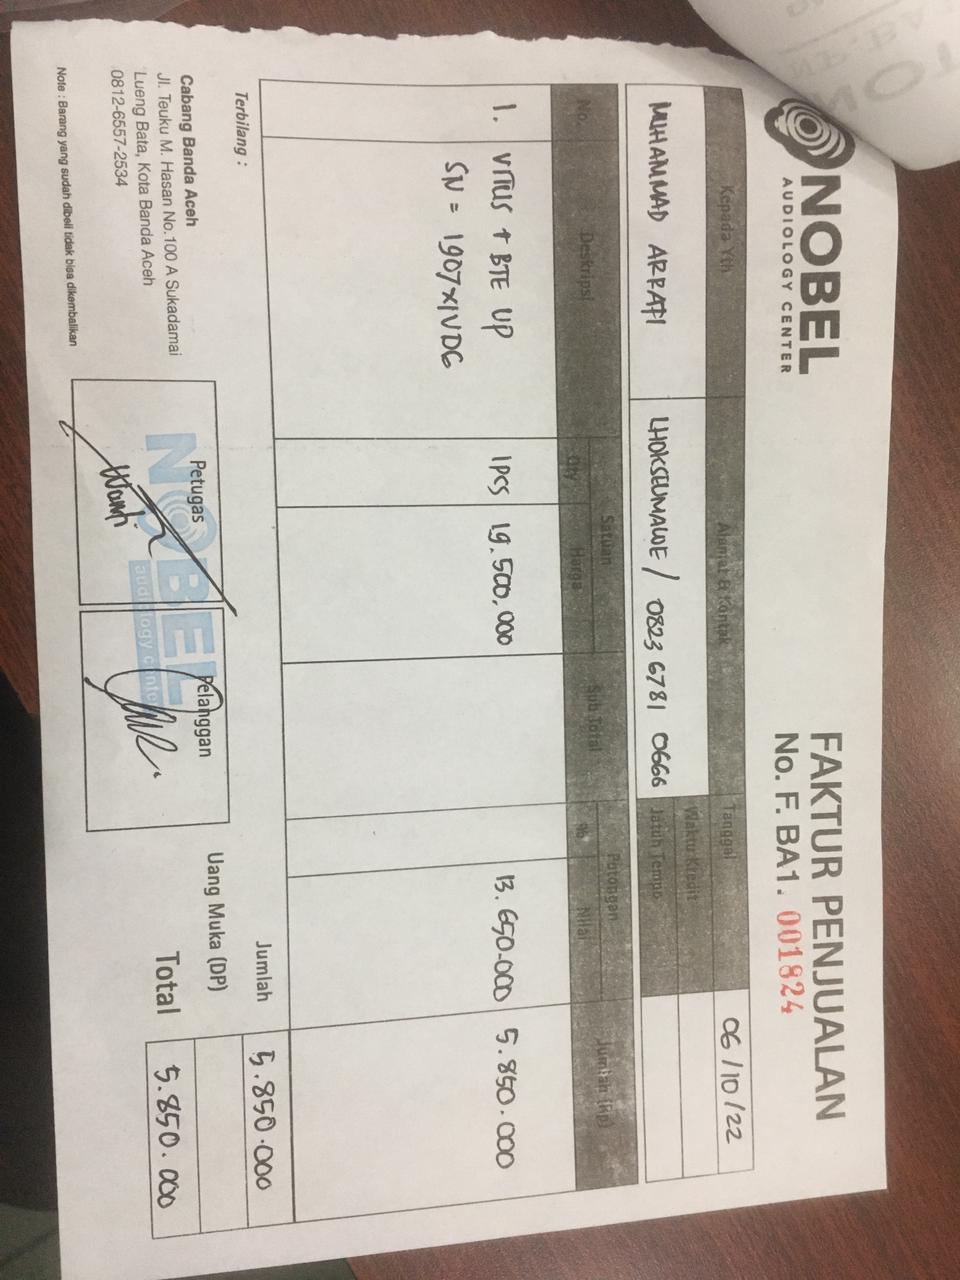 NOBEL
AUDIOLOGY CENTER
FAKTUR PENJUALAN
No. F. BA1. 001824
Kepada Yth
Alamat & Kontak
Tanggal
06/10/22
Waktu Kredit
Jatuh Tempo
MUHAMMAD ARRAFI
LHOKSEUMAWE / 0823 6781 0666
No.
Deskripsi
Satuan
Qty
Harga
Sub Total
Potongan
%
Nilai
Jumlah (Rp)
1. VITUS + BTE UP 1PCS 19.500,000 13.650.000 5.850.000
SN = 1907X1VDG
Terbilang :
Jumlah 5.850.000
Uang Muka (DP)
Total 5.850.000
Cabang Banda Aceh
Jl. Teuku M. Hasan No.100 A Sukadamai
Lueng Bata, Kota Banda Aceh
0812-6557-2534
Petugas
Pelanggan
NOBEL
audiology center
Note : Barang yang sudah dibeli tidak bisa dikembalikan